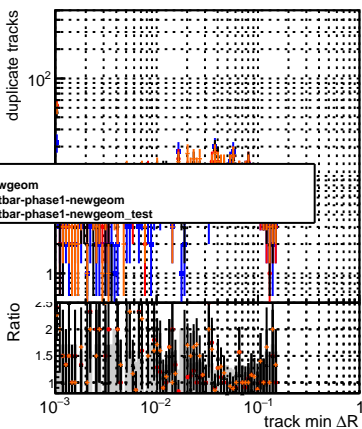 duplicate tracks
10²
wgeom
tbar-phase1-newgeom
tbar-phase1-newgeom_test
1
Ratio
2.5
2
1.5
1
10⁻³
10⁻²
10⁻¹
1
track min ΔR